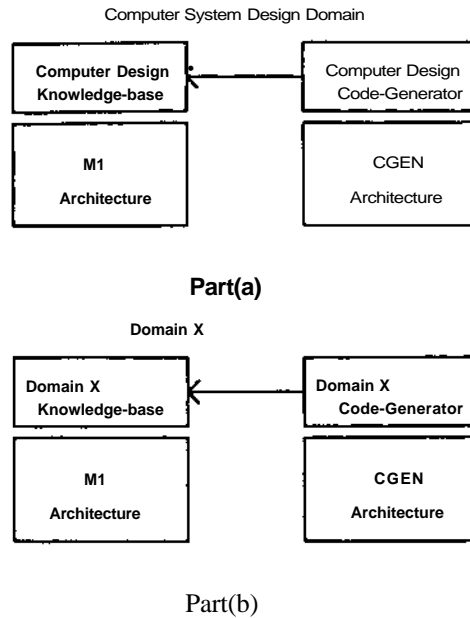 Computer System Design Domain
Computer Design
Knowledge-base
Computer Design
Code-Generator
M1
Architecture
CGEN
Architecture
Part(a)
Domain X
Domain X
Knowledge-base
Domain X
Code-Generator
M1
Architecture
CGEN
Architecture
Part(b)